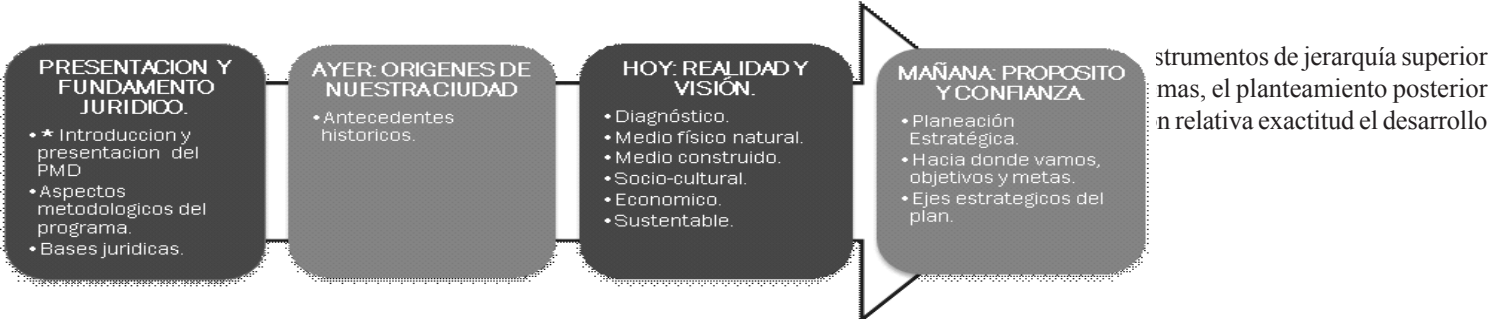 PRESENTACION Y
FUNDAMENTO
JURIDICO.
• * Introduccion y
presentacion del
PMD
• Aspectos
metodologicos del
programa.
• Bases juridicas.
AYER: ORIGENES DE
NUESTRA CIUDAD
• Antecedentes
historicos.
HOY: REALIDAD Y
VISIÓN.
• Diagnóstico.
• Medio físico natural.
• Medio construido.
• Socio-cultural.
• Economico.
• Sustentable.
MAÑANA: PROPOSITO
Y CONFIANZA.
• Planeación
Estratégica.
• Hacia donde vamos,
objetivos y metas.
• Ejes estrategicos del
plan.
strumentos de jerarquía superior
mas, el planteamiento posterior
n relativa exactitud el desarrollo